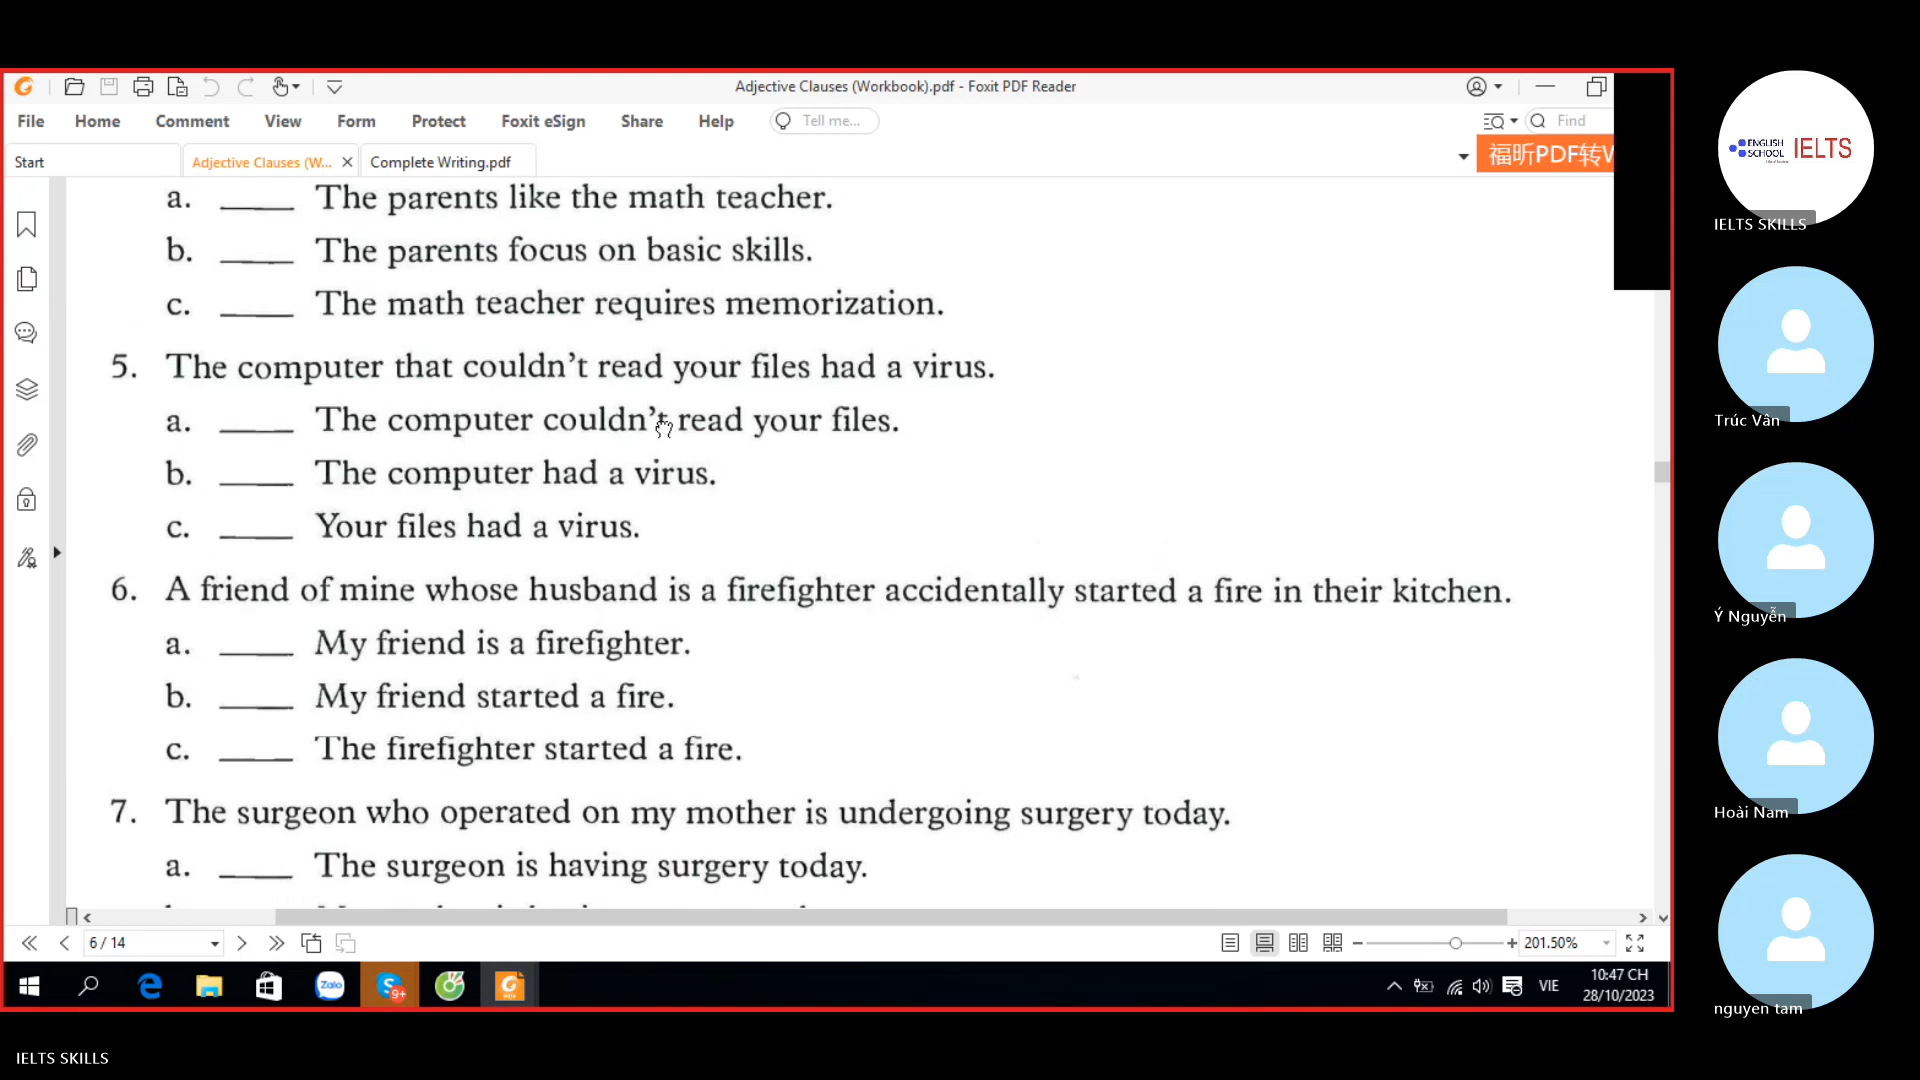 Adjective Clauses (Workbook).pdf - Foxit PDF Reader
File Home Comment View Form Protect Foxit eSign Share Help Tell me... Find
Start Adjective Clauses (W... Complete Writing.pdf 福昕PDF转W
a. ____ The parents like the math teacher.
b. ____ The parents focus on basic skills.
c. ____ The math teacher requires memorization.
5. The computer that couldn't read your files had a virus.
a. ____ The computer couldn't read your files.
b. ____ The computer had a virus.
c. ____ Your files had a virus.
6. A friend of mine whose husband is a firefighter accidentally started a fire in their kitchen.
a. ____ My friend is a firefighter.
b. ____ My friend started a fire.
c. ____ The firefighter started a fire.
7. The surgeon who operated on my mother is undergoing surgery today.
a. ____ The surgeon is having surgery today.
6 / 14 201.50%
Zalo 9+ VIE 10:47 CH
28/10/2023
ENGLISH SCHOOL IELTS
IELTS SKILLS
Trúc Vân
Ý Nguyễn
Hoài Nam
nguyen tam
IELTS SKILLS